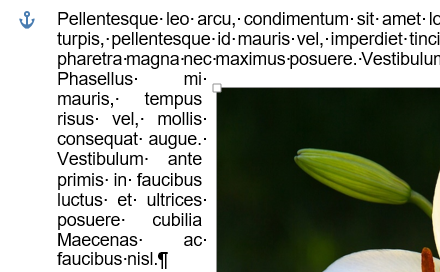 Pellentesque leo arcu, condimentum sit amet
turpis, pellentesque id mauris vel, imperdiet
pharetra magna nec maximus posuere.
Phasellus mi
mauris, tempus
risus vel, mollis
consequat augue.
Vestibulum ante
primis in faucibus
luctus et ultrices
posuere cubilia
Maecenas ac
faucibus nisl.¶